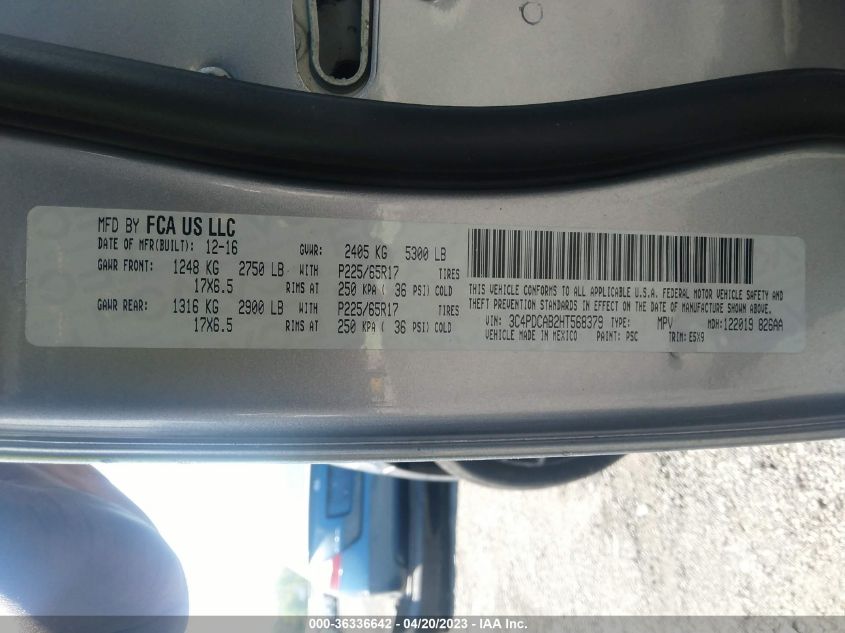 MFD BY FCA US LLC
DATE OF MFR(BUILT): 12-16 GVWR: 2405 KG 5300 LB
GAWR FRONT: 1248 KG 2750 LB WITH P225/65R17 TIRES
17X6.5 RIMS AT 250 KPA ( 36 PSI) COLD
GAWR REAR: 1316 KG 2900 LB WITH P225/65R17 TIRES
17X6.5 RIMS AT 250 KPA ( 36 PSI) COLD
THIS VEHICLE CONFORMS TO ALL APPLICABLE U.S.A. FEDERAL MOTOR VEHICLE SAFETY AND
THEFT PREVENTION STANDARDS IN EFFECT ON THE DATE OF MANUFACTURE SHOWN ABOVE.
VIN: 3C4PDCAB2HT568379 TYPE: MPV MDH:122019 826AA
VEHICLE MADE IN MEXICO PAINT: PSC TRIM: E5X9
000-36336642 - 04/20/2023 - IAA Inc.